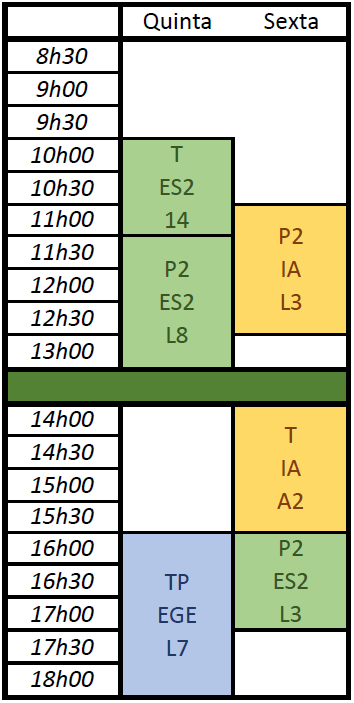 Quinta Sexta
8h30
9h00
9h30
10h00
10h30
11h00
11h30
12h00
12h30
13h00
T
ES2
14
P2
ES2
L8
P2
IA
L3
14h00
14h30
15h00
15h30
16h00
16h30
17h00
17h30
18h00
TP
EGE
L7
T
IA
A2
P2
ES2
L3